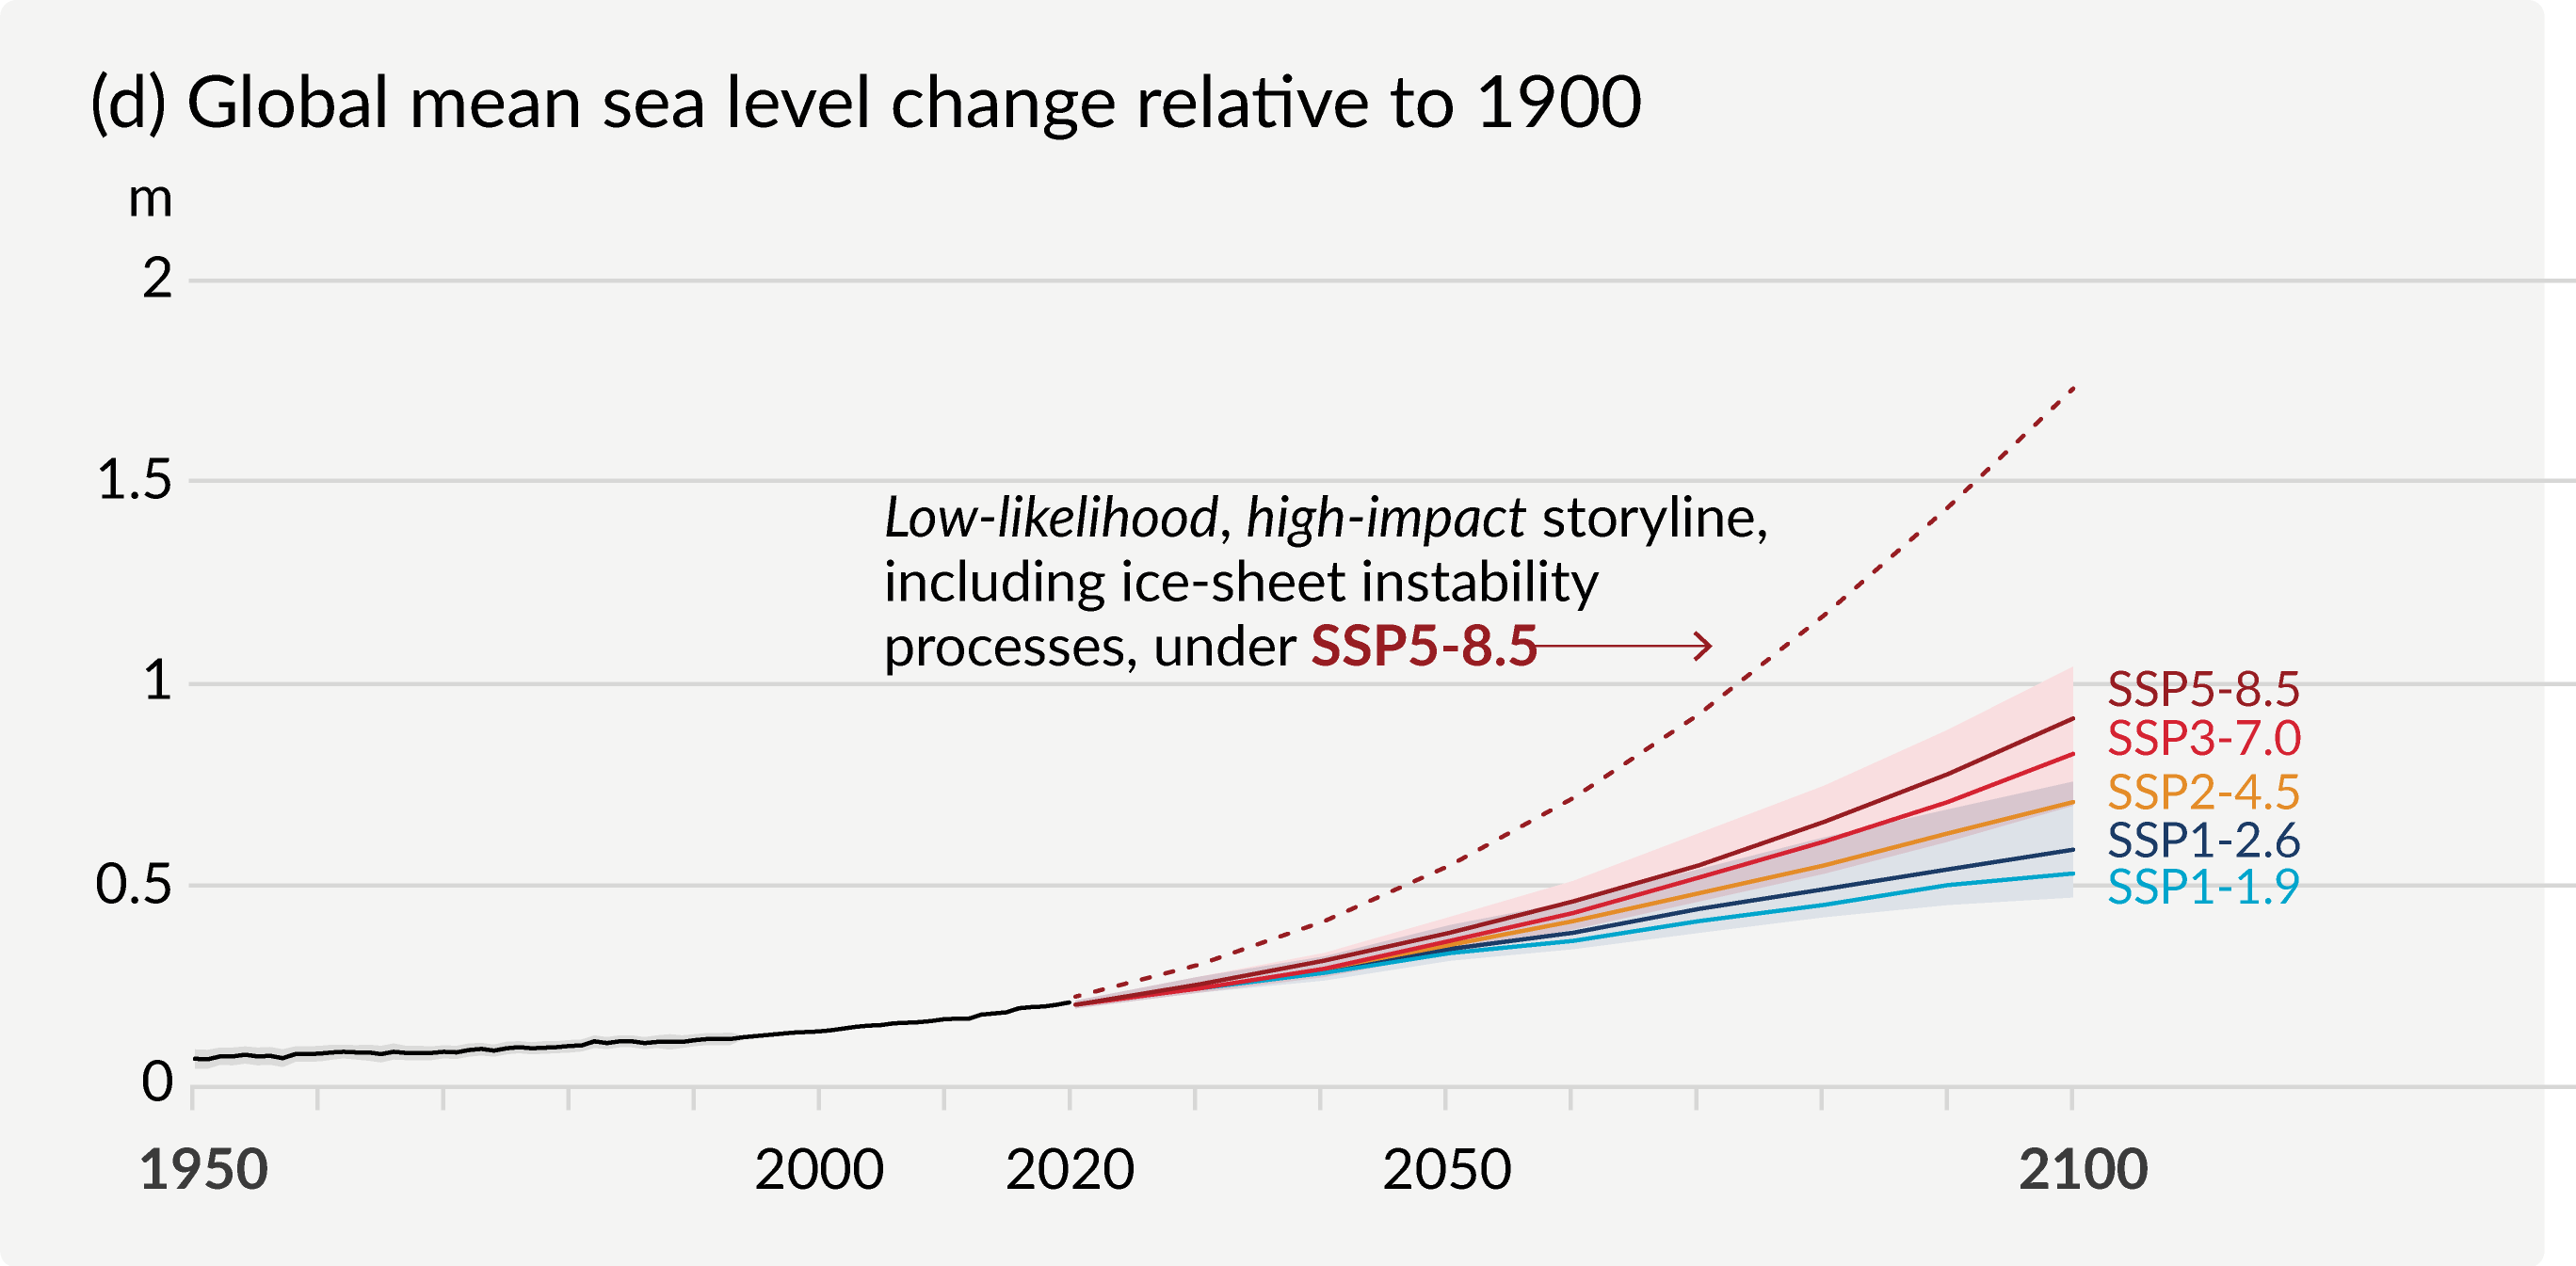 (d) Global mean sea level change relative to 1900
m
2
1.5
Low-likelihood, high-impact storyline,
including ice-sheet instability
processes, under SSP5-8.5
1
SSP5-8.5
SSP3-7.0
SSP2-4.5
SSP1-2.6
0.5
SSP1-1.9
0
1950 2000 2020 2050 2100